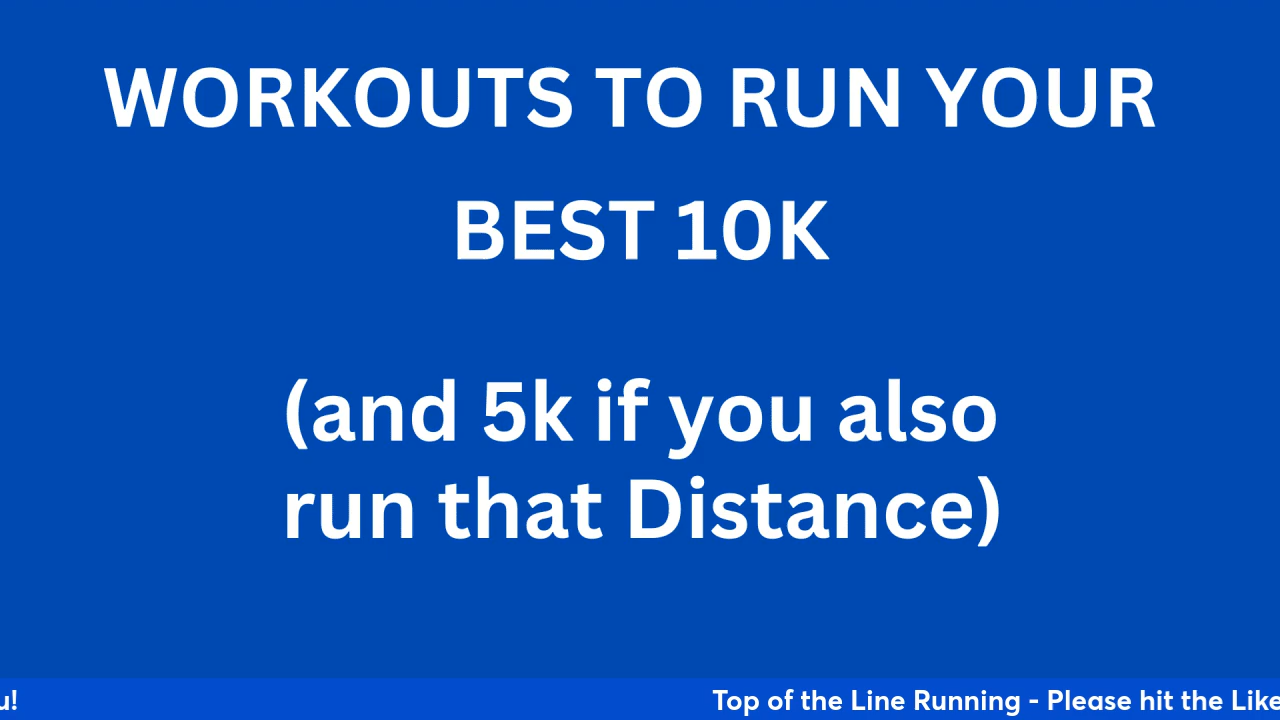 WORKOUTS TO RUN YOUR
BEST 10K
(and 5k if you also
run that Distance)
u! Top of the Line Running - Please hit the Like